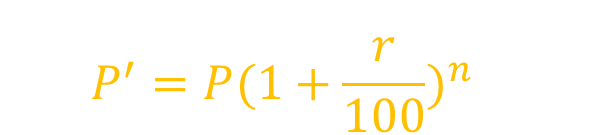 P′ = P(1 + r/100)ⁿ